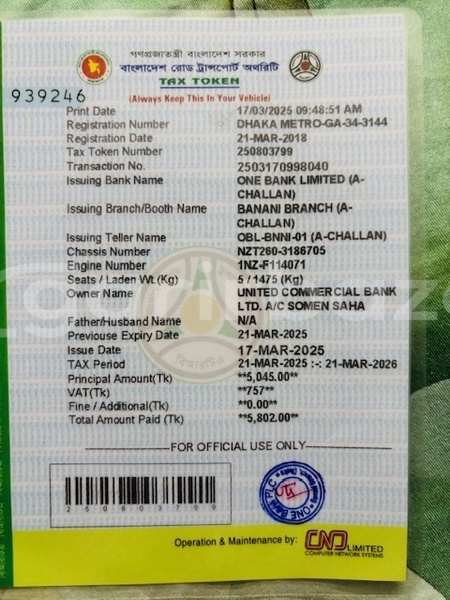 গণপ্রজাতন্ত্রী বাংলাদেশ সরকার
বাংলাদেশ রোড ট্রান্সপোর্ট অথরিটি
TAX TOKEN
(Always Keep This In Your Vehicle)
939246
Print Date 17/03/2025 09:48:51 AM
Registration Number DHAKA METRO-GA-34-3144
Registration Date 21-MAR-2018
Tax Token Number 250803799
Transaction No. 2503170998040
Issuing Bank Name ONE BANK LIMITED (A-
CHALLAN)
Issuing Branch/Booth Name BANANI BRANCH (A-
CHALLAN)
Issuing Teller Name OBL-BNNI-01 (A-CHALLAN)
Chassis Number NZT260-3186705
Engine Number 1NZ-F114071
Seats / Laden Wt.(Kg) 5 / 1475 (Kg)
Owner Name UNITED COMMERCIAL BANK
LTD. A/C SOMEN SAHA
Father/Husband Name N/A
Previouse Expiry Date 21-MAR-2025
Issue Date 17-MAR-2025
TAX Period 21-MAR-2025 :-: 21-MAR-2026
Principal Amount(Tk) **5,045.00**
VAT(Tk) **757**
Fine / Additional(Tk) **0.00**
Total Amount Paid (Tk) **5,802.00**
FOR OFFICIAL USE ONLY
250803799
ONE Bank PLC
Operation & Maintenance by: CNS LIMITED
COMPUTER NETWORK SYSTEMS